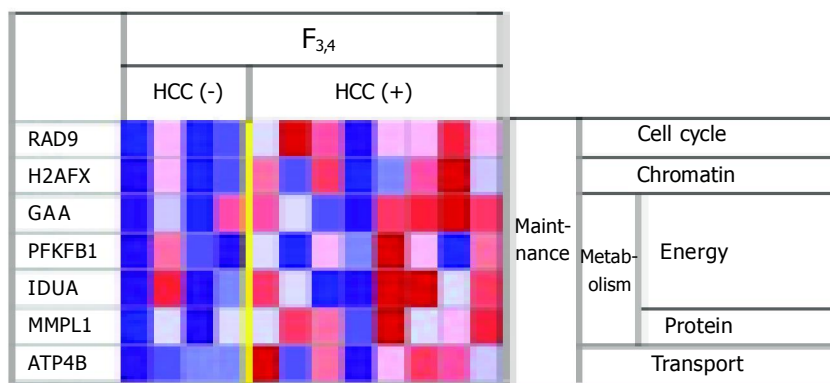 F3,4
HCC (-)
HCC (+)
RAD9
H2AFX
GAA
PFKFB1
IDUA
MMPL1
ATP4B
Maint-
nance
Cell cycle
Chromatin
Metab-
olism
Energy
Protein
Transport